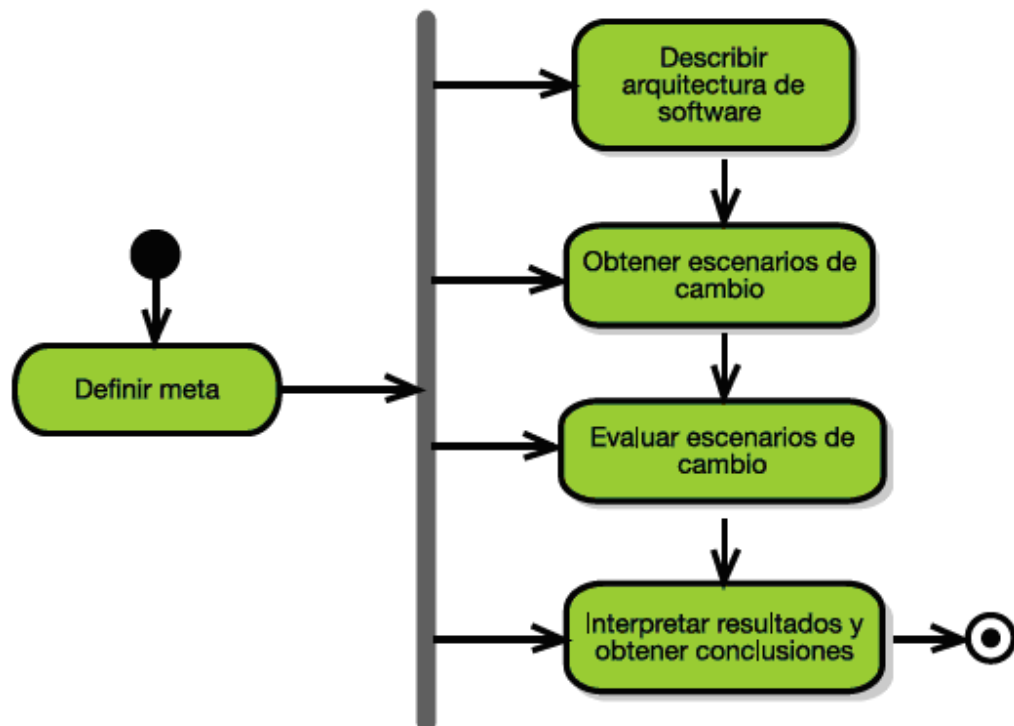 Describir
arquitectura de
software
Obtener escenarios de
cambio
Definir meta
Evaluar escenarios de
cambio
Interpretar resultados y
obtener conclusiones